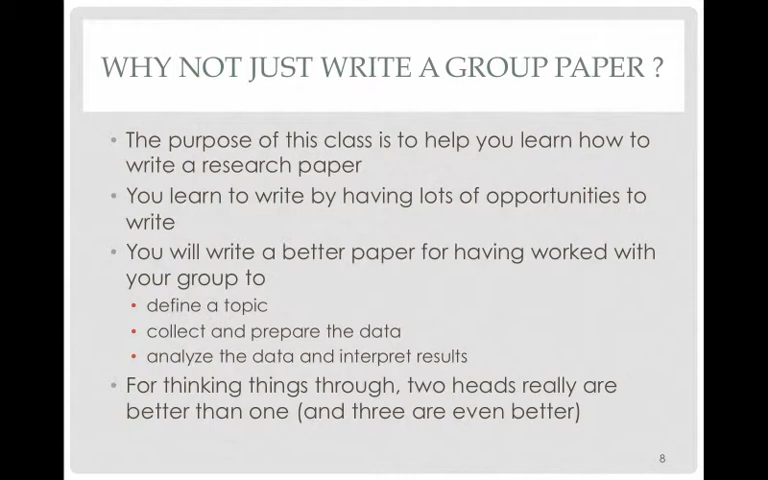 WHY NOT JUST WRITE A GROUP PAPER ?
• The purpose of this class is to help you learn how to
write a research paper
• You learn to write by having lots of opportunities to
write
• You will write a better paper for having worked with
your group to
• define a topic
• collect and prepare the data
• analyze the data and interpret results
• For thinking things through, two heads really are
better than one (and three are even better)
8